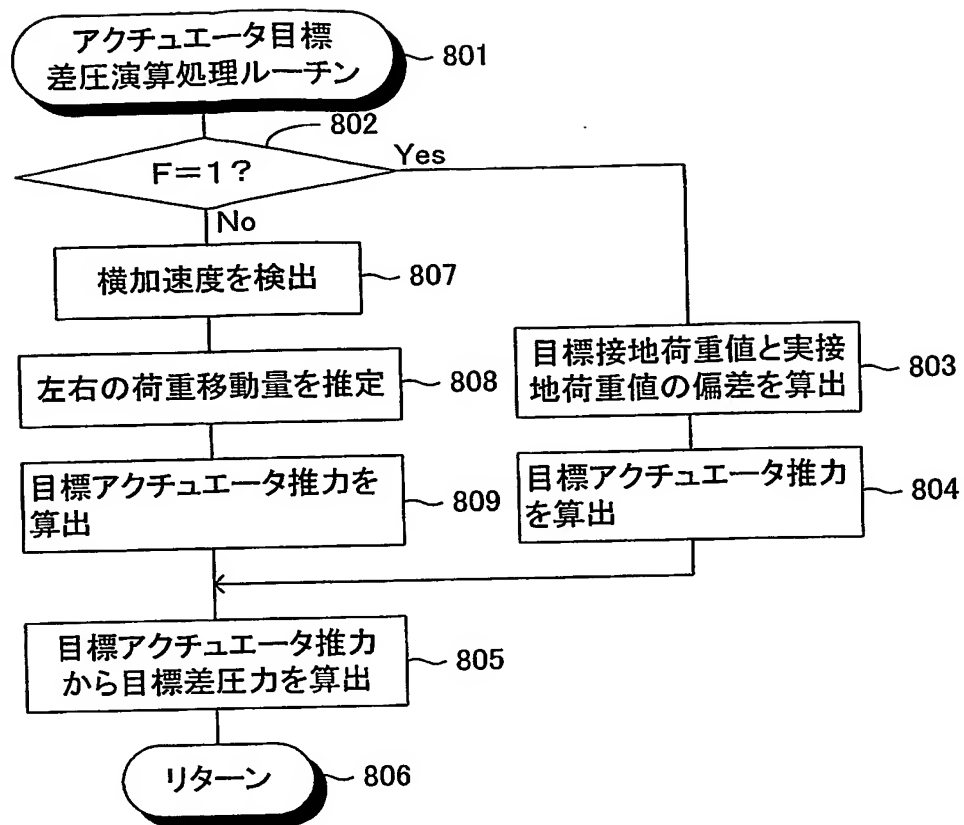 アクチュエータ目標
差圧演算処理ルーチン
801
802
F=1?
Yes
No
横加速度を検出
807
左右の荷重移動量を推定
808
目標アクチュエータ推力を
算出
809
目標接地荷重値と実接
地荷重値の偏差を算出
803
目標アクチュエータ推力
を算出
804
目標アクチュエータ推力
から目標差圧力を算出
805
リターン
806